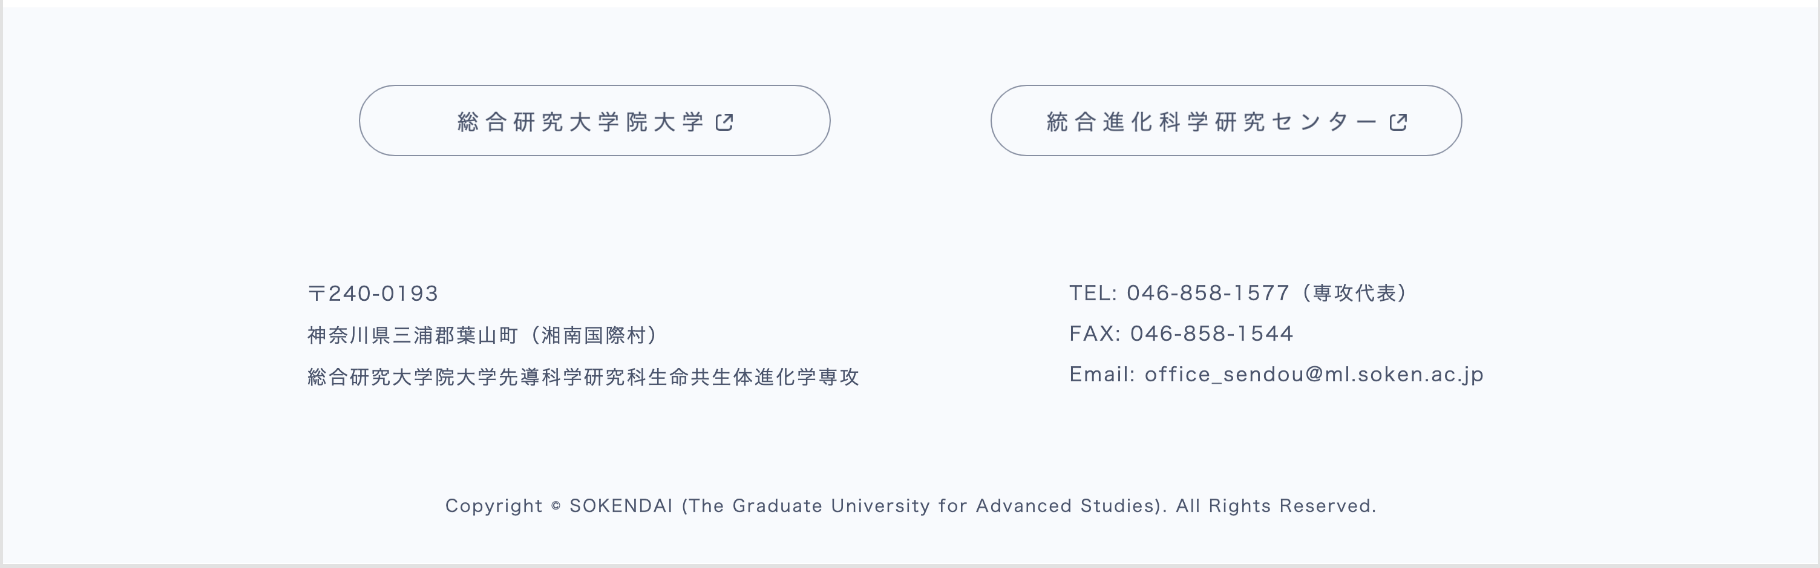 総合研究大学院大学
統合進化科学研究センター
〒240-0193
神奈川県三浦郡葉山町（湘南国際村）
総合研究大学院大学先導科学研究科生命共生体進化学専攻
TEL: 046-858-1577（専攻代表）
FAX: 046-858-1544
Email: office_sendou@ml.soken.ac.jp
Copyright © SOKENDAI (The Graduate University for Advanced Studies). All Rights Reserved.